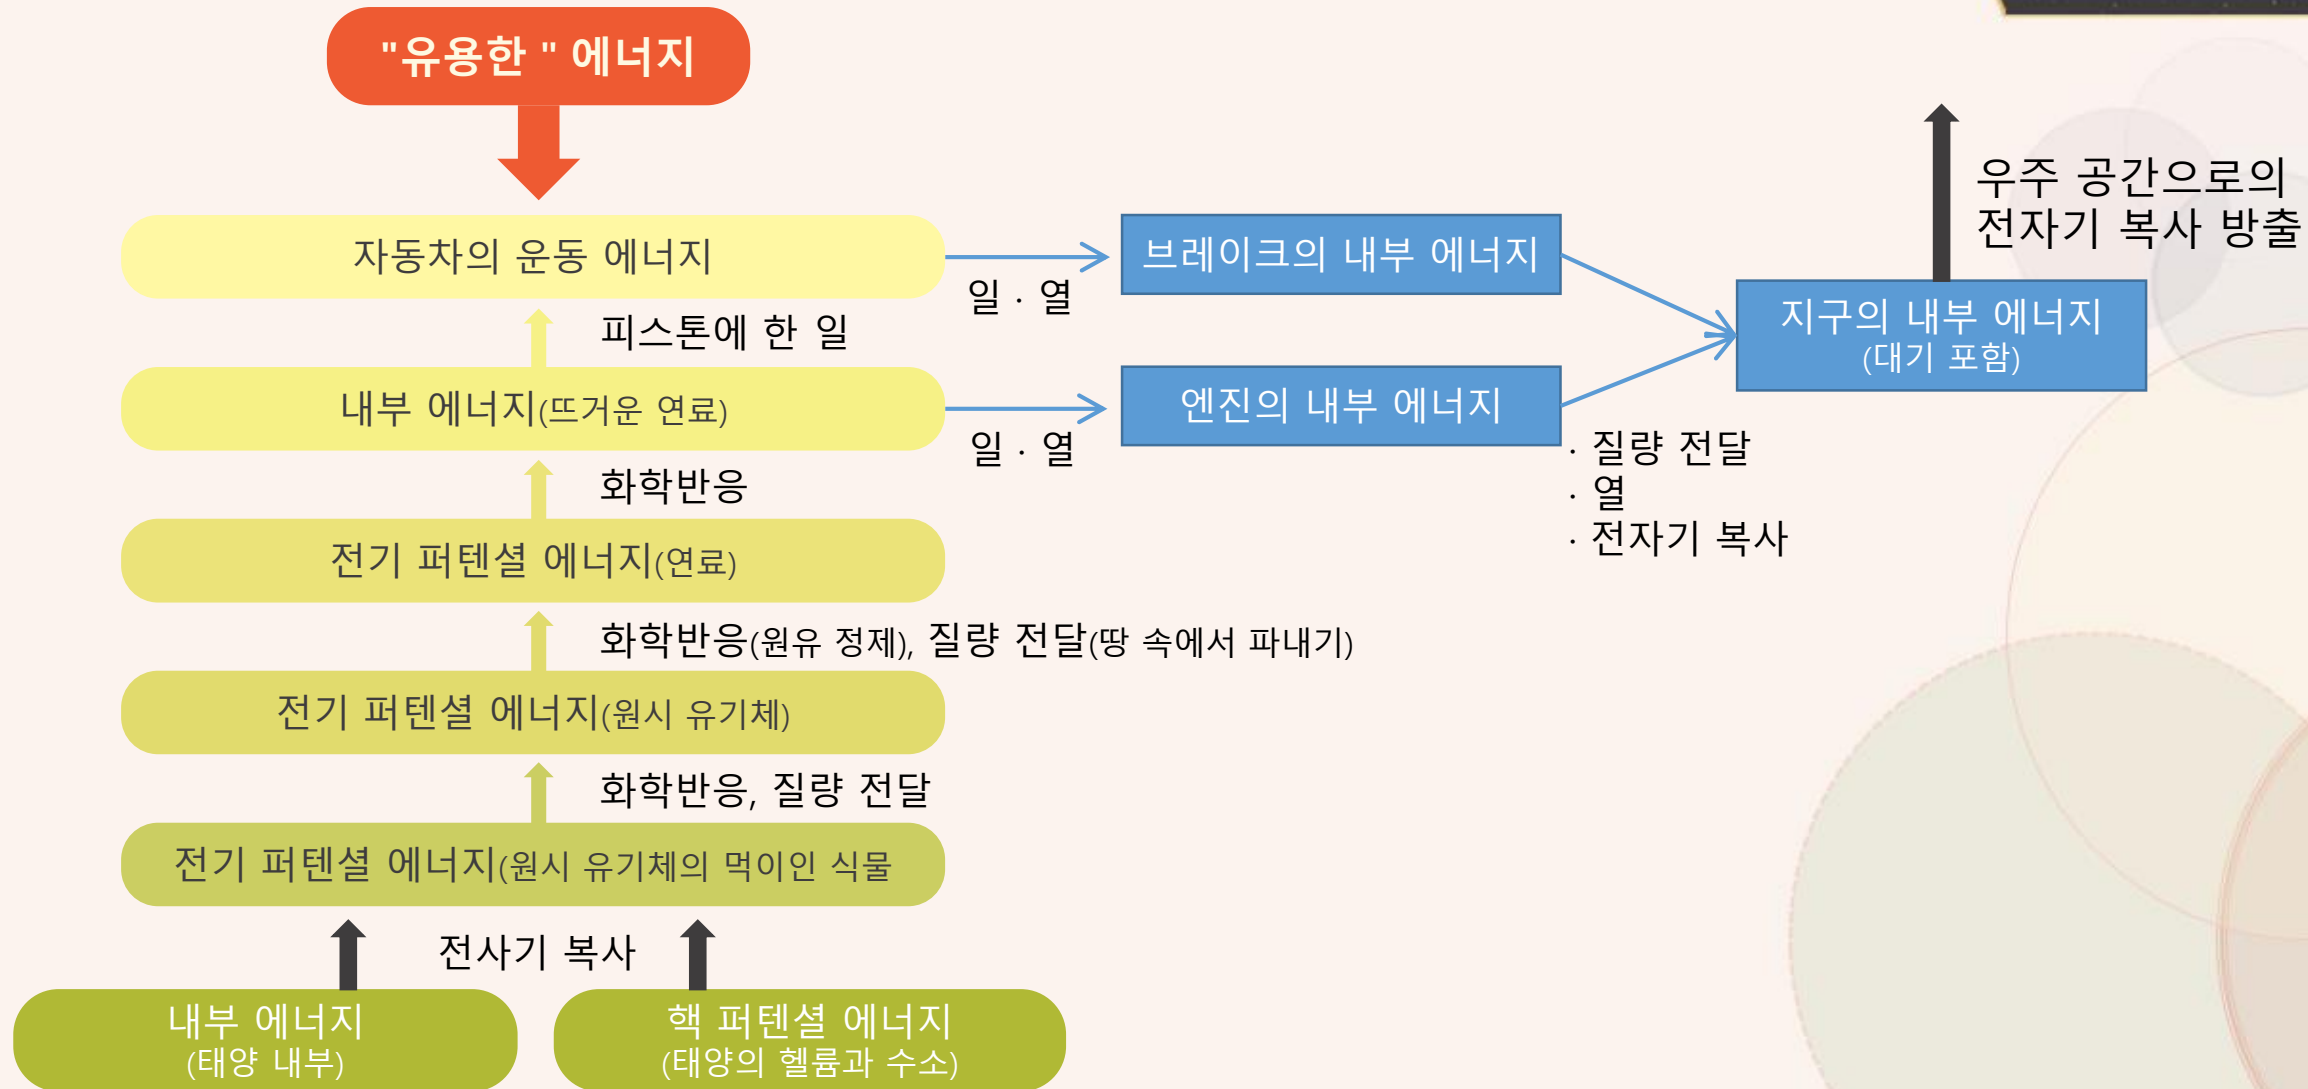 "유용한 " 에너지
우주 공간으로의
전자기 복사 방출
자동차의 운동 에너지
일 · 열
브레이크의 내부 에너지
지구의 내부 에너지
(대기 포함)
피스톤에 한 일
내부 에너지(뜨거운 연료)
일 · 열
엔진의 내부 에너지
· 질량 전달
· 열
· 전자기 복사
화학반응
전기 퍼텐셜 에너지(연료)
화학반응(원유 정제), 질량 전달(땅 속에서 파내기)
전기 퍼텐셜 에너지(원시 유기체)
화학반응, 질량 전달
전기 퍼텐셜 에너지(원시 유기체의 먹이인 식물
전사기 복사
내부 에너지
(태양 내부)
핵 퍼텐셜 에너지
(태양의 헬륨과 수소)